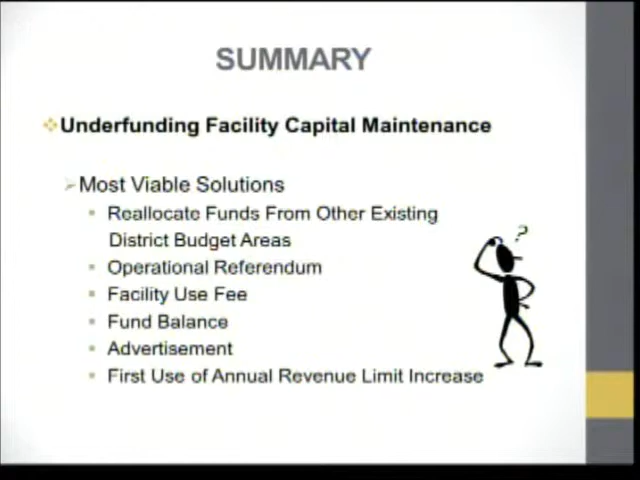 SUMMARY
Underfunding Facility Capital Maintenance
Most Viable Solutions
Reallocate Funds From Other Existing
District Budget Areas
Operational Referendum
Facility Use Fee
Fund Balance
Advertisement
First Use of Annual Revenue Limit Increase
?